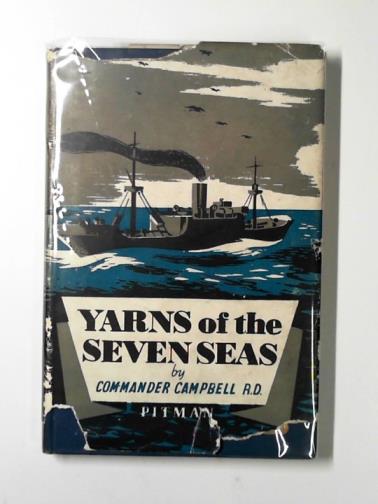 YARNS of the
SEVEN SEAS
by
COMMANDER CAMPBELL R.D.
PITMAN